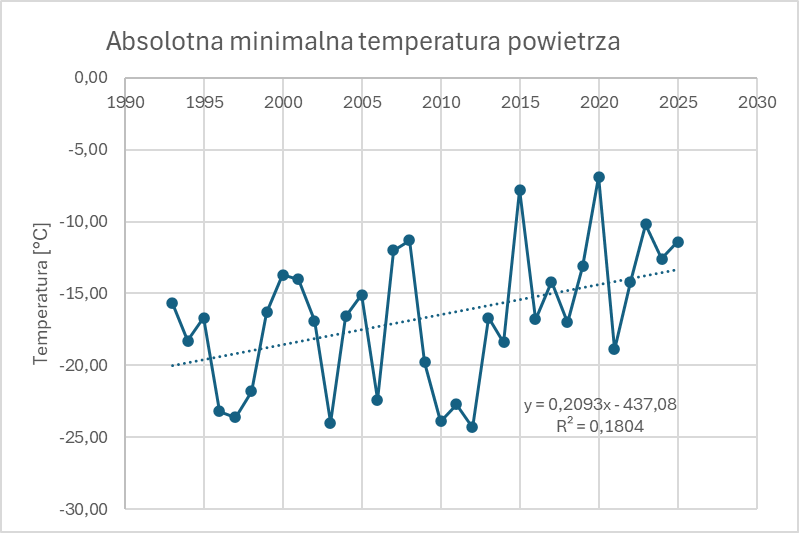 Absolotna minimalna temperatura powietrza
0,00
1990 1995 2000 2005 2010 2015 2020 2025 2030
-5,00
-10,00
-15,00
-20,00
-25,00
-30,00
Temperatura [°C]
y = 0,2093x - 437,08
R² = 0,1804